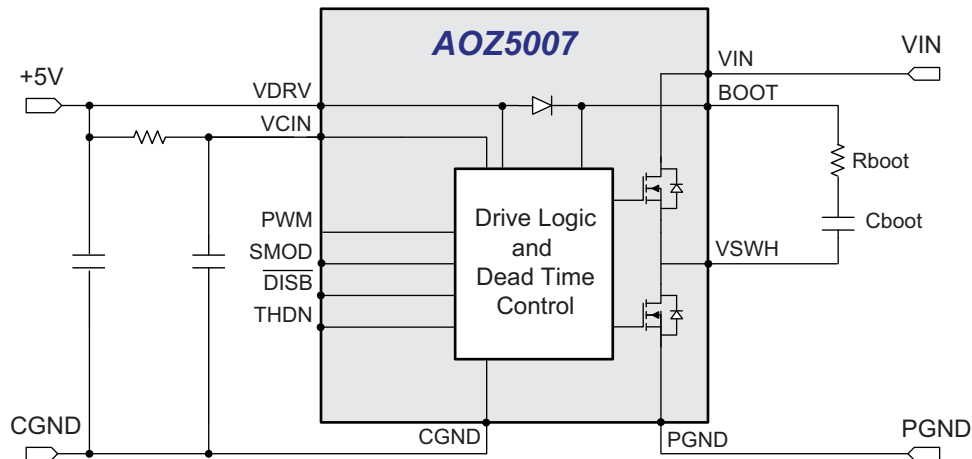 AOZ5007
+5V
VIN
VIN
VDRV
BOOT
VCIN
Rboot
Cboot
PWM
SMOD
DISB
THDN
Drive Logic
and
Dead Time
Control
VSWH
CGND
CGND
PGND
PGND